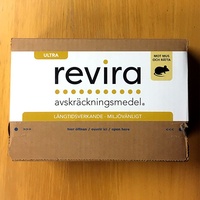 ULTRA
MOT MUS
OCH RÅTTA
revira
avskräckningsmedel®
LÅNGTIDSVERKANDE - MILJÖVÄNLIGT